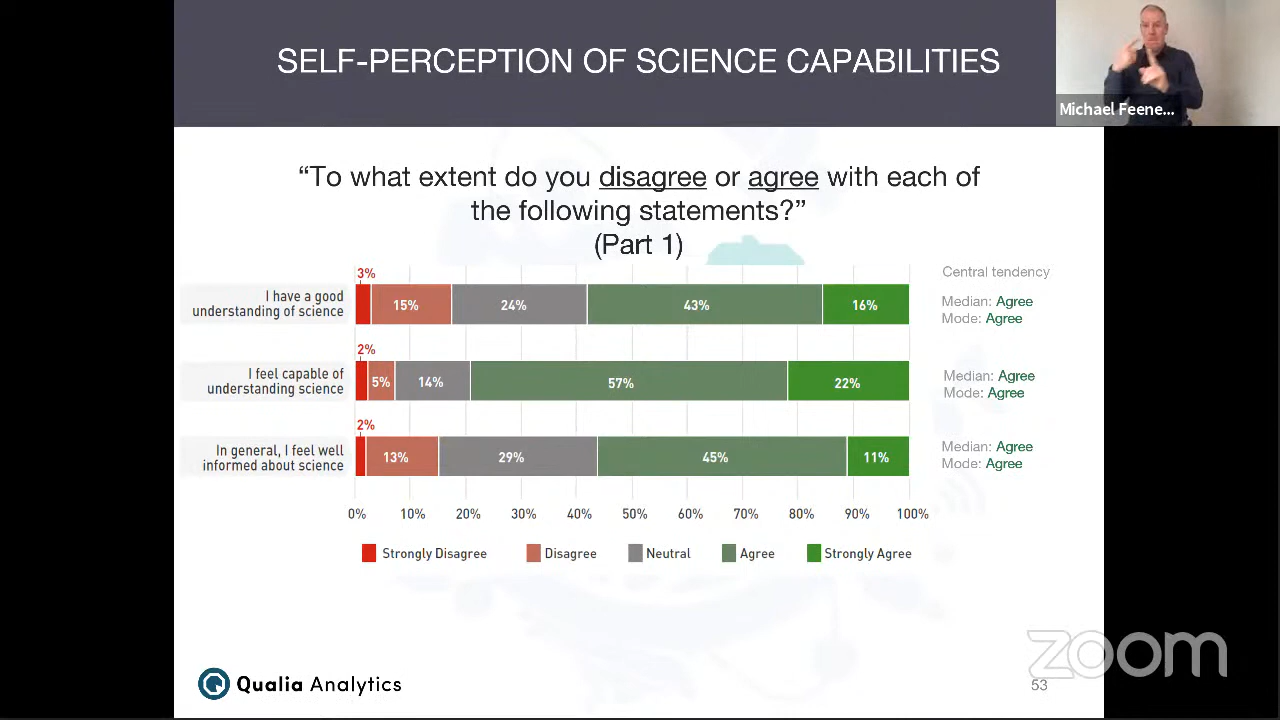 SELF-PERCEPTION OF SCIENCE CAPABILITIES
Michael Feene...
“To what extent do you disagree or agree with each of
the following statements?”
(Part 1)
Central tendency
3%
I have a good
understanding of science
15%
24%
43%
16%
Median: Agree
Mode: Agree
2%
I feel capable of
understanding science
5%
14%
57%
22%
Median: Agree
Mode: Agree
2%
In general, I feel well
informed about science
13%
29%
45%
11%
Median: Agree
Mode: Agree
0% 10% 20% 30% 40% 50% 60% 70% 80% 90% 100%
Strongly Disagree Disagree Neutral Agree Strongly Agree
zoom
Qualia Analytics
53